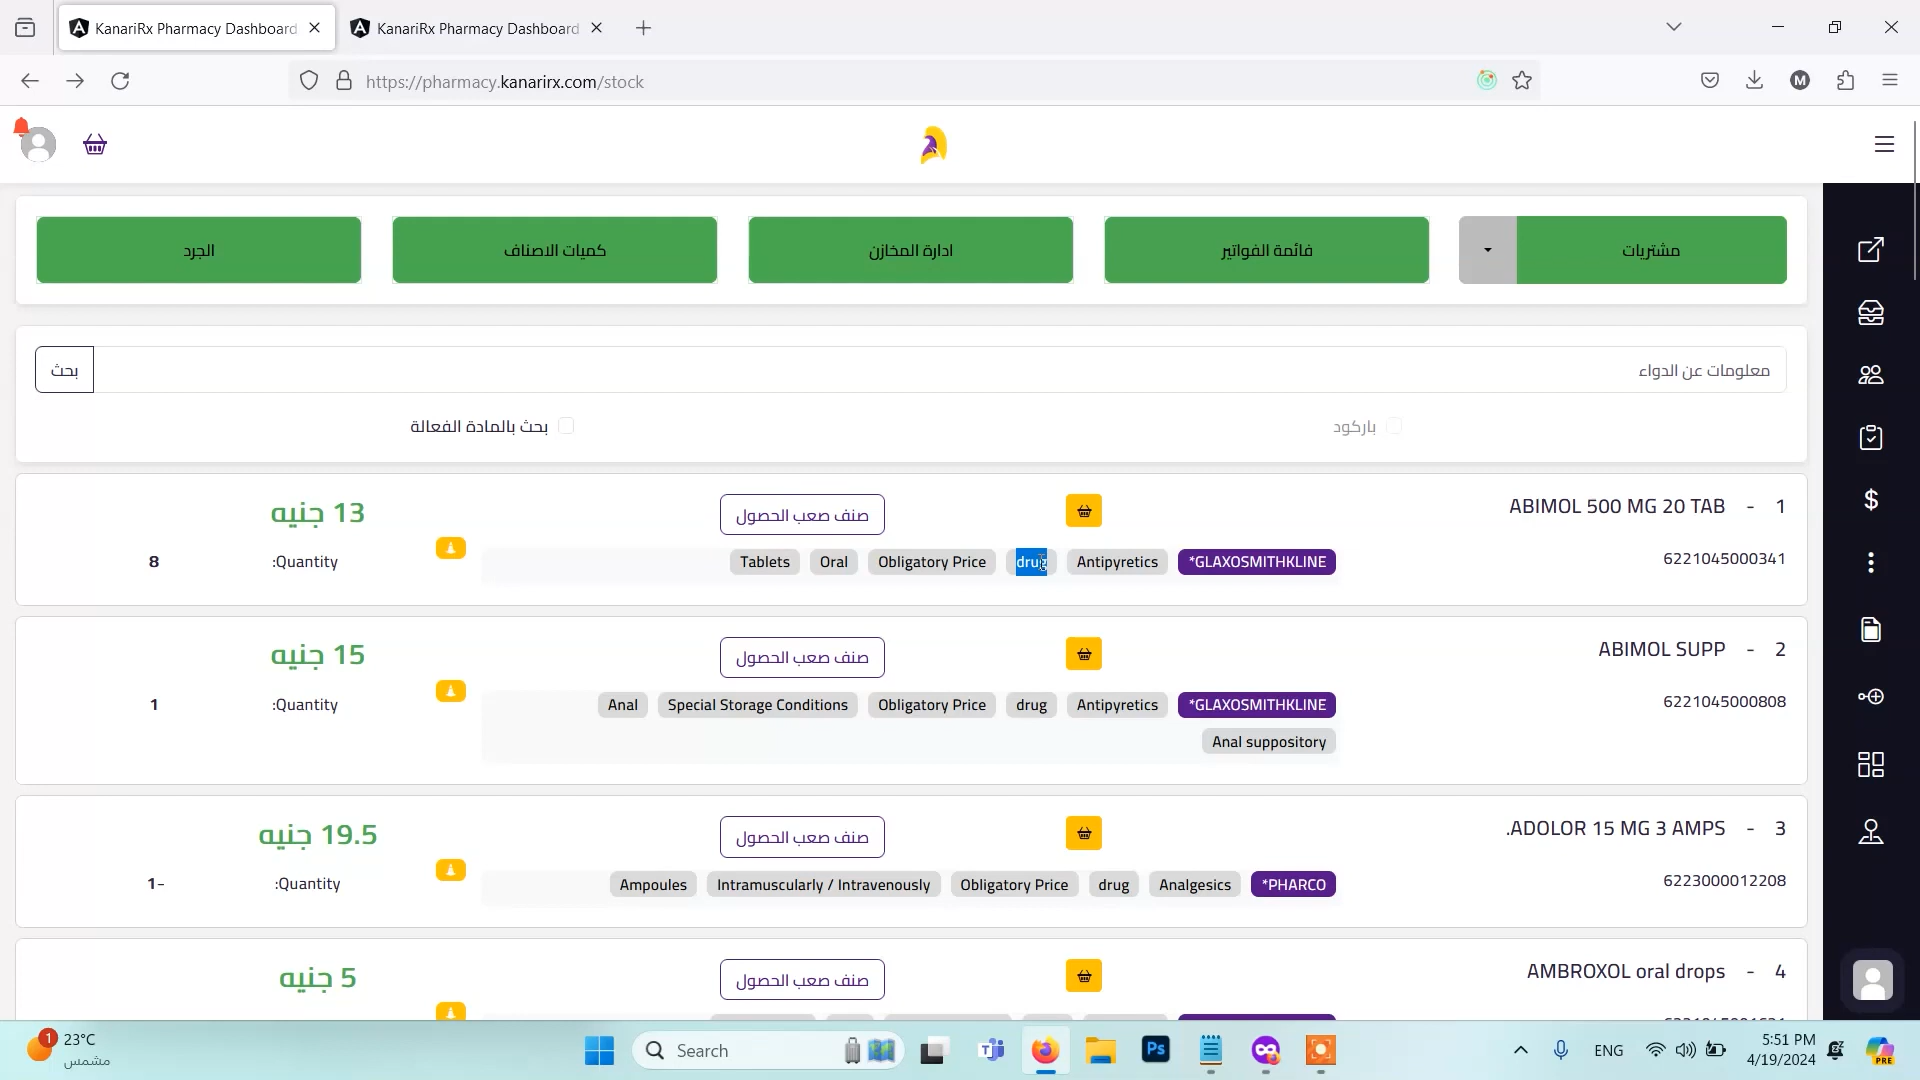 KanariRx Pharmacy Dashboard
KanariRx Pharmacy Dashboard
https://pharmacy.kanarirx.com/stock
M
مشتريات
قائمة الفواتير
ادارة المخازن
كميات الاصناف
الجرد
معلومات عن الدواء
بحث
باركود
بحث بالمادة الفعالة
1 - ABIMOL 500 MG 20 TAB
صنف صعب الحصول
13 جنيه
6221045000341
*GLAXOSMITHKLINE
Antipyretics
drug
Obligatory Price
Oral
Tablets
:Quantity
8
2 - ABIMOL SUPP
صنف صعب الحصول
15 جنيه
6221045000808
*GLAXOSMITHKLINE
Antipyretics
drug
Obligatory Price
Special Storage Conditions
Anal
Anal suppository
:Quantity
1
3 - .ADOLOR 15 MG 3 AMPS
صنف صعب الحصول
19.5 جنيه
6223000012208
*PHARCO
Analgesics
drug
Obligatory Price
Intramuscularly / Intravenously
Ampoules
:Quantity
1-
4 - AMBROXOL oral drops
صنف صعب الحصول
5 جنيه
1
23°C
مشمس
Search
Ps
ENG
5:51 PM
4/19/2024
PRE